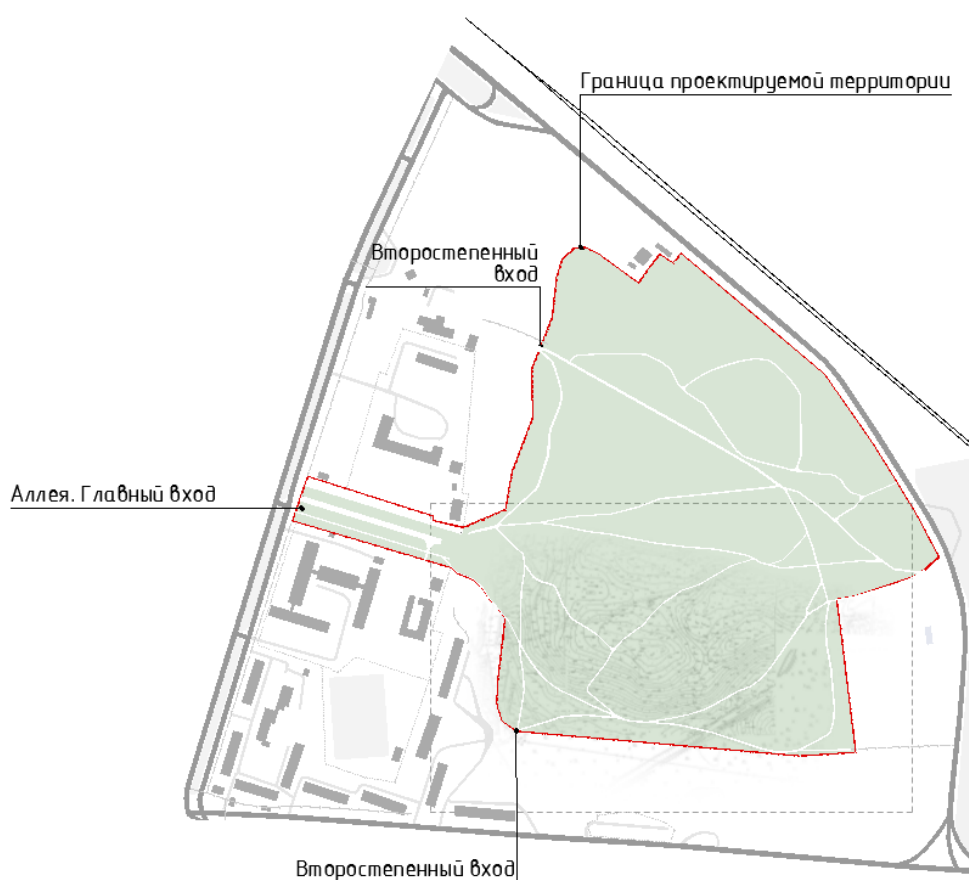 Граница проектируемой территории
Второстепенный
вход
Аллея. Главный вход
Второстепенный вход